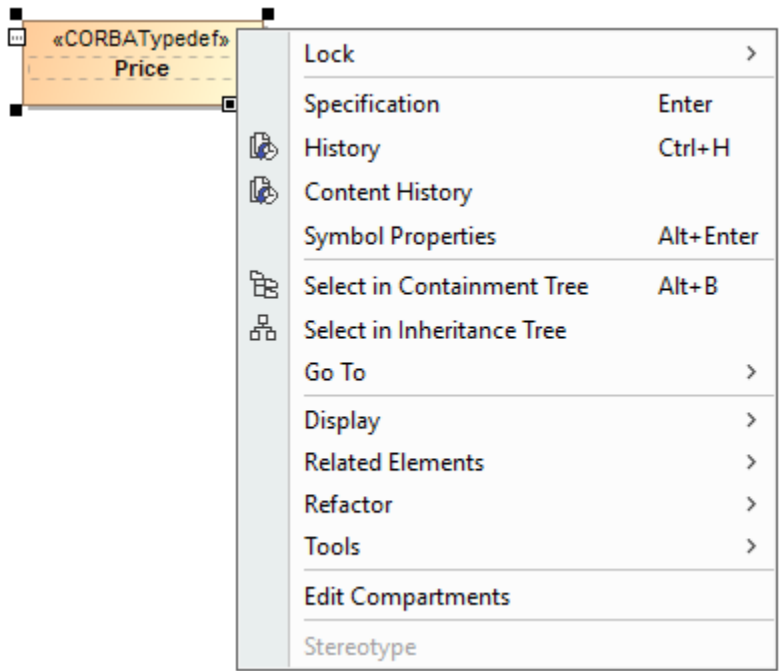 «CORBATypedef»
Price
Lock
Specification Enter
History Ctrl+H
Content History
Symbol Properties Alt+Enter
Select in Containment Tree Alt+B
Select in Inheritance Tree
Go To
Display
Related Elements
Refactor
Tools
Edit Compartments
Stereotype